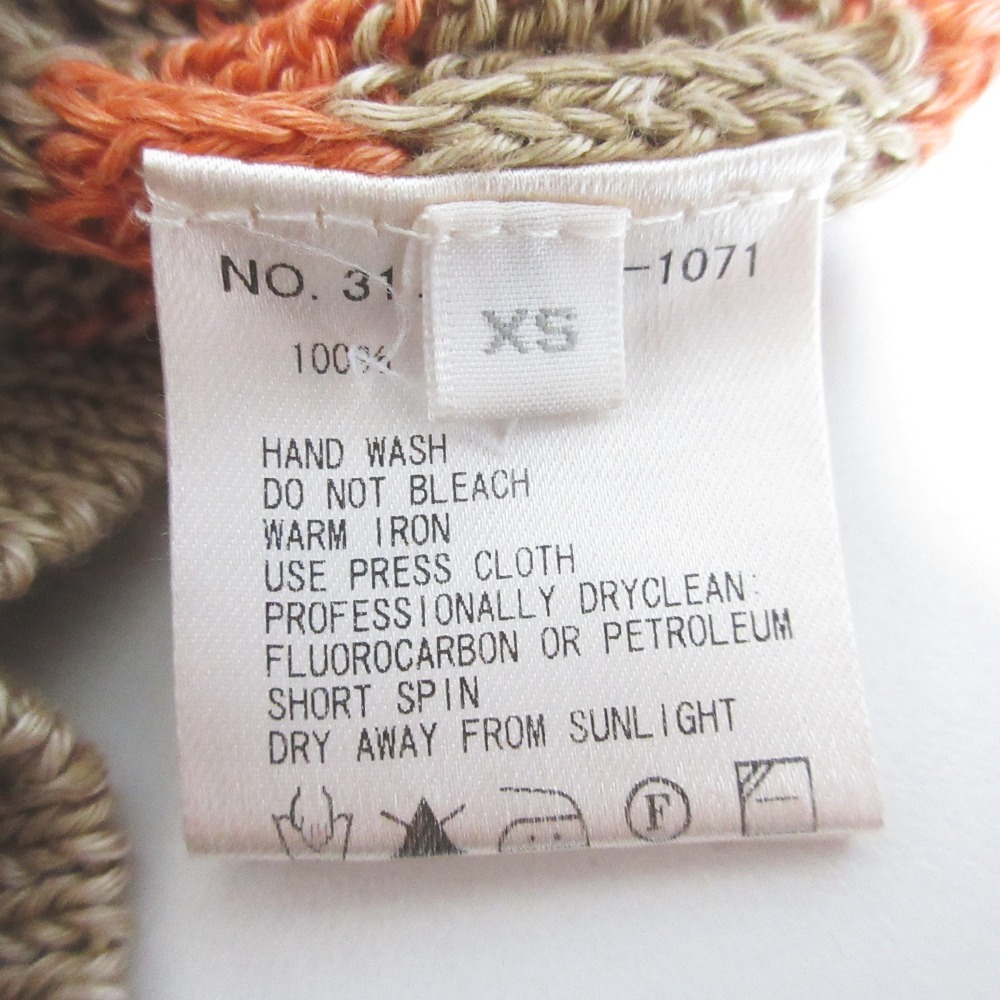 NO. 31 -1071
XS
100%
HAND WASH
DO NOT BLEACH
WARM IRON
USE PRESS CLOTH
PROFESSIONALLY DRYCLEAN:
FLUOROCARBON OR PETROLEUM
SHORT SPIN
DRY AWAY FROM SUNLIGHT
F